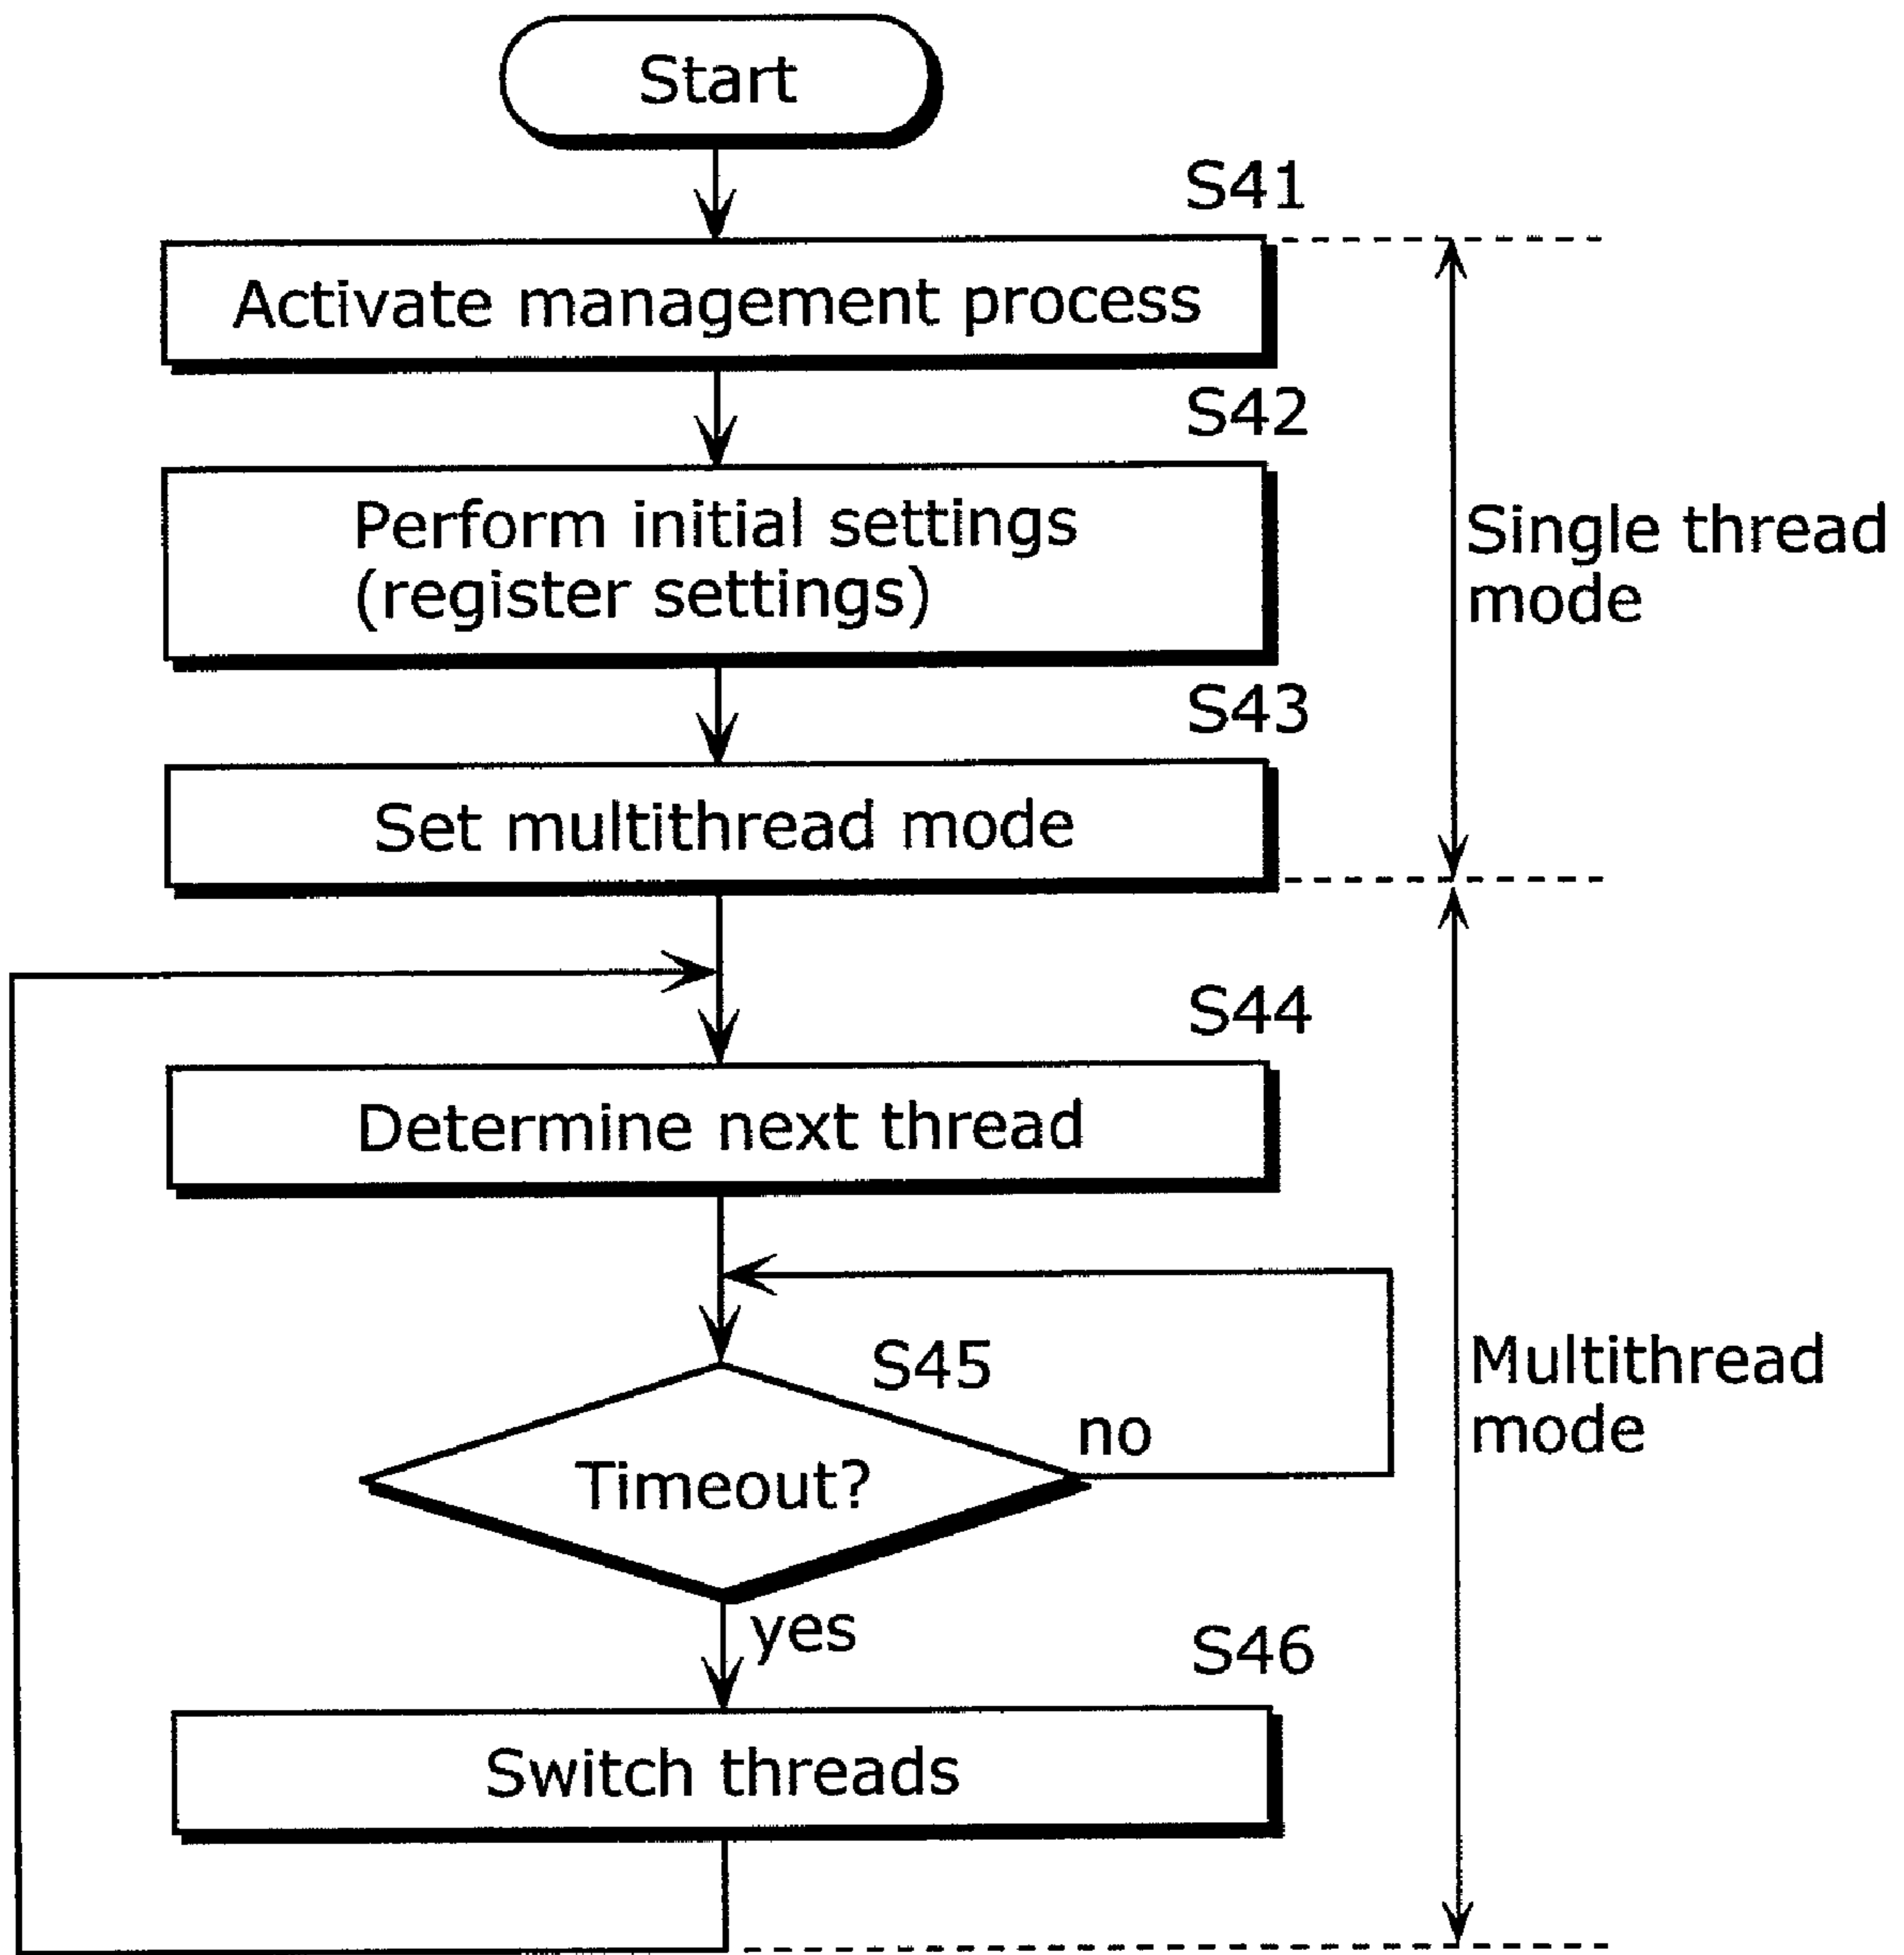 Start
S41
Activate management process
S42
Perform initial settings
(register settings)
Single thread
mode
S43
Set multithread mode
S44
Determine next thread
S45
no
Timeout?
Multithread
mode
yes
S46
Switch threads